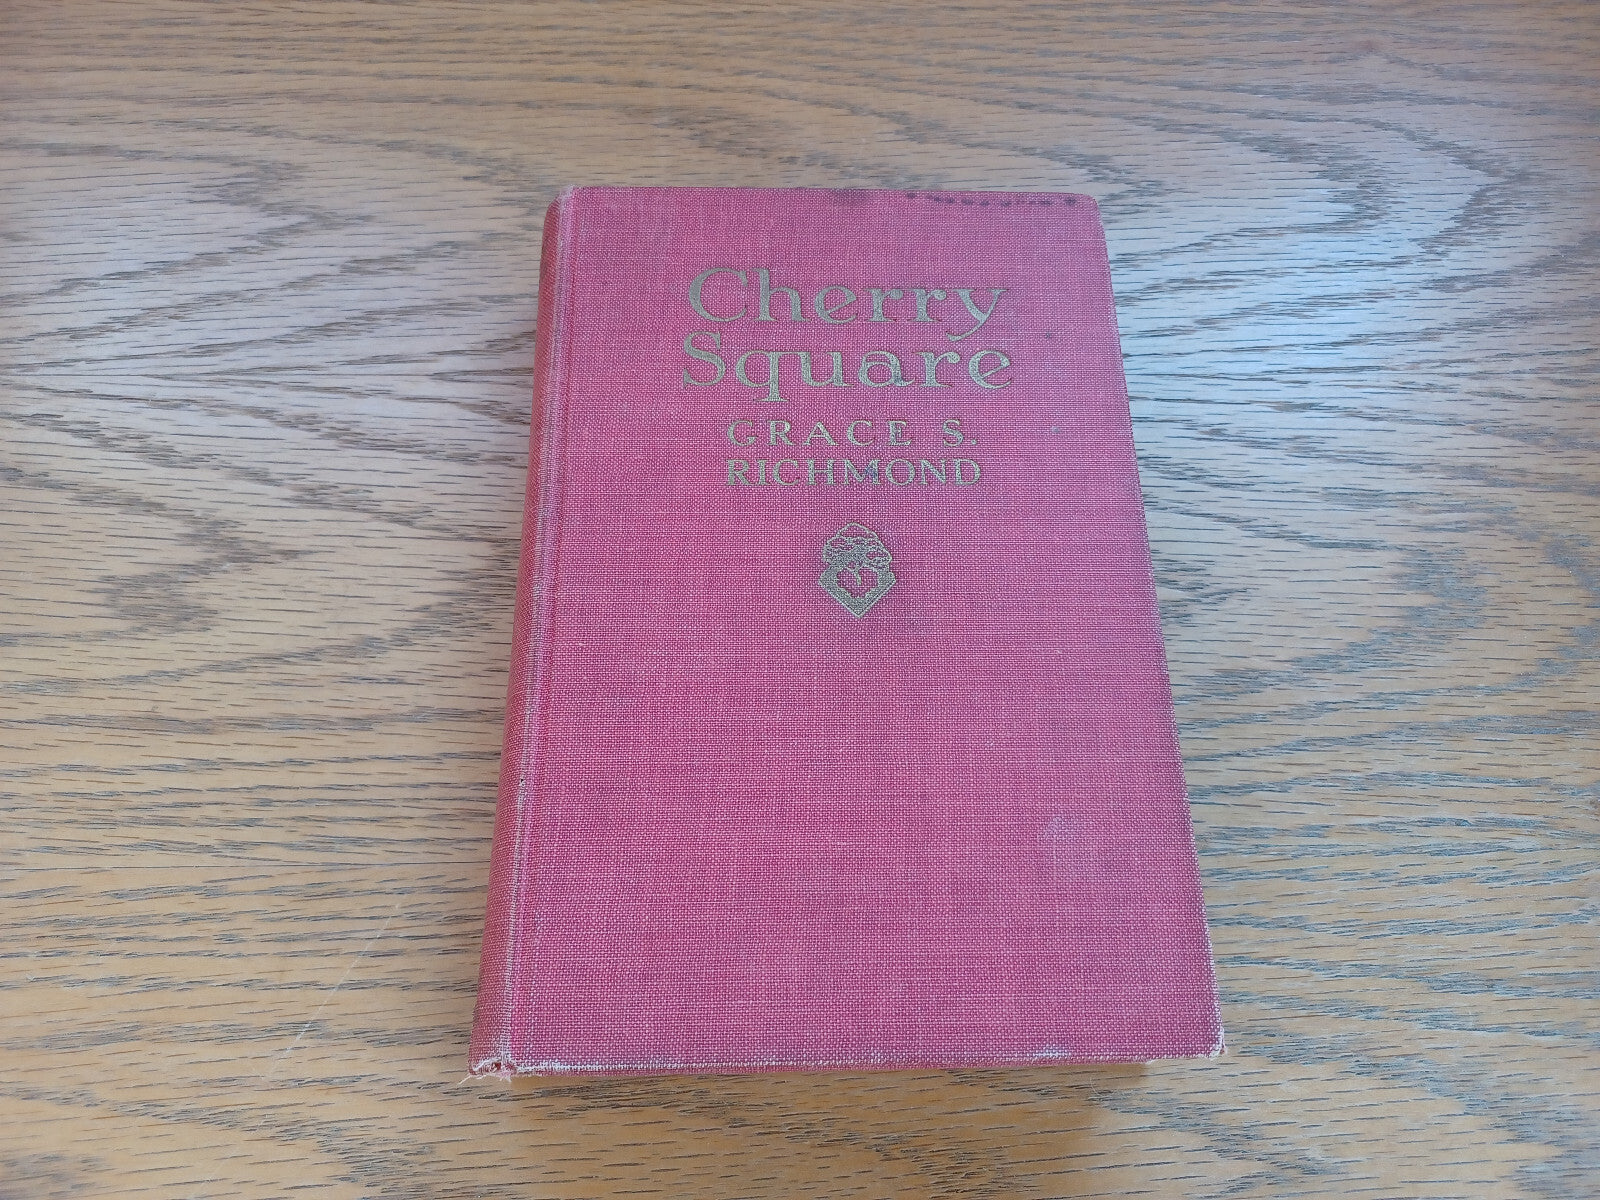 Cherry
Square
GRACE S.
RICHMOND